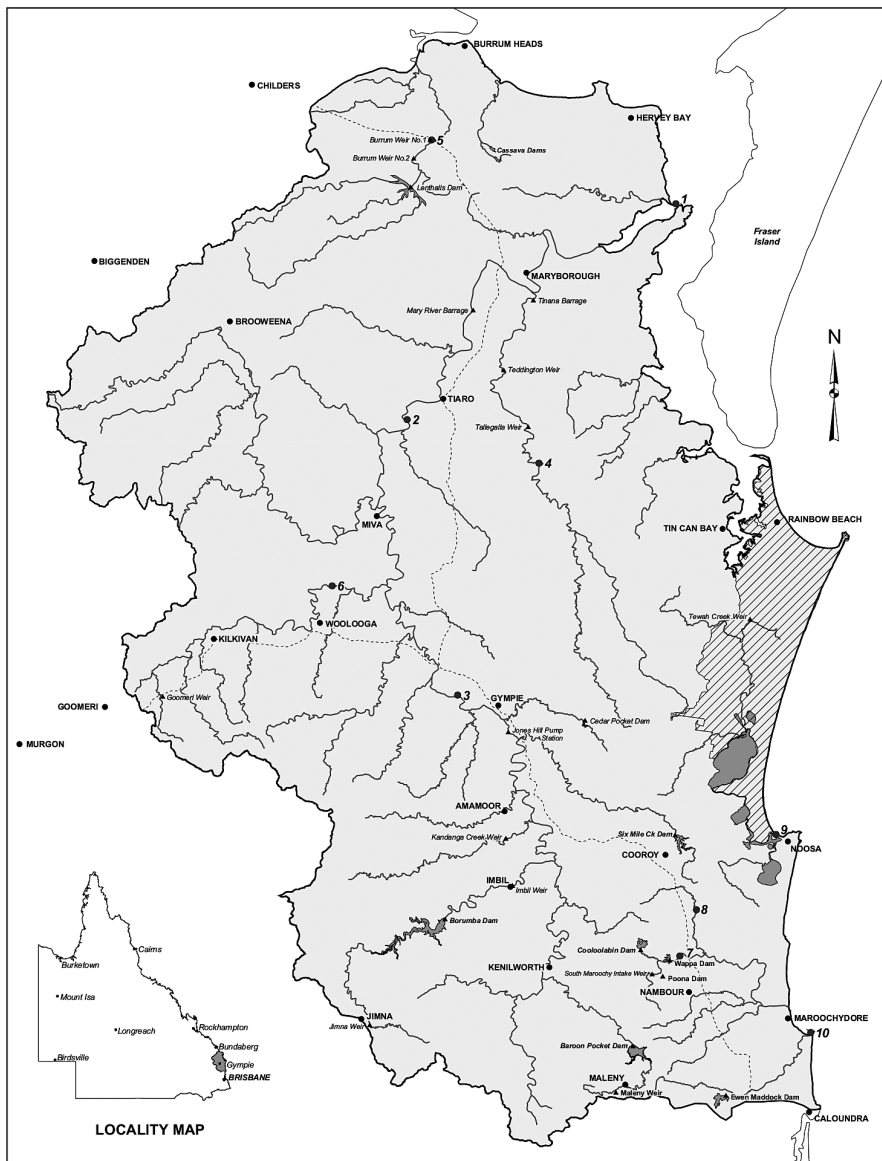 BURRUM HEADS
CHILDERS
HERVEY BAY
Burrum Weir No.1
5
Cassava Dams
Burrum Weir No.2
Lenthalls Dam
1
Fraser
Island
BIGGENDEN
MARYBOROUGH
Tinana Barrage
Mary River Barrage
BROOWEENA
N
Teddington Weir
TIARO
2
Tallegalla Weir
4
MIVA
RAINBOW BEACH
TIN CAN BAY
6
WOOLOOGA
Tewah Creek Weir
KILKIVAN
Goomeri Weir
3
GYMPIE
GOOMERI
Cedar Pocket Dam
Jones Hill Pump
Station
MURGON
AMAMOOR
Kandanga Creek Weir
Six Mile Ck Dam
9
NOOSA
COOROY
IMBIL
Imbil Weir
Borumba Dam
8
Cooloolabin Dam
7
Wappa Dam
KENILWORTH
South Maroochy Intake Weir
Poona Dam
NAMBOUR
JIMNA
Jimna Weir
MAROOCHYDORE
10
Baroon Pocket Dam
MALENY
Maleny Weir
Ewen Maddock Dam
CALOUNDRA
Cairns
Burketown
Mount Isa
Longreach
Rockhampton
Bundaberg
Birdsville
Gympie
BRISBANE
LOCALITY MAP